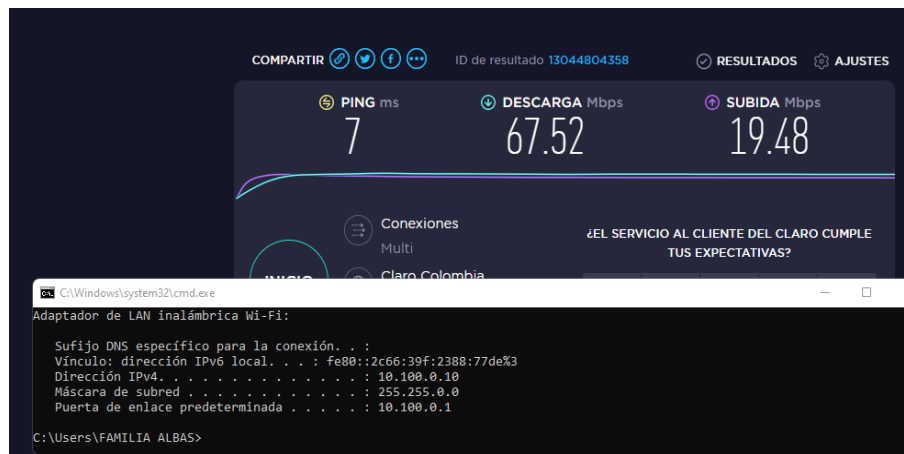 COMPARTIR ID de resultado 13044804358 RESULTADOS AJUSTES
PING ms DESCARGA Mbps SUBIDA Mbps
7 67.52 19.48
Conexiones
Multi
¿EL SERVICIO AL CLIENTE DEL CLARO CUMPLE
TUS EXPECTATIVAS?
INICIO
Claro Colombia
C:\Windows\system32\cmd.exe
Adaptador de LAN inalámbrica Wi-Fi:
Sufijo DNS específico para la conexión. . :
Vínculo: dirección IPv6 local. . . : fe80::2c66:39f:2388:77de%3
Dirección IPv4. . . . . . . . . . . . . . : 10.100.0.10
Máscara de subred . . . . . . . . . . . . : 255.255.0.0
Puerta de enlace predeterminada . . . . . : 10.100.0.1
C:\Users\FAMILIA ALBAS>